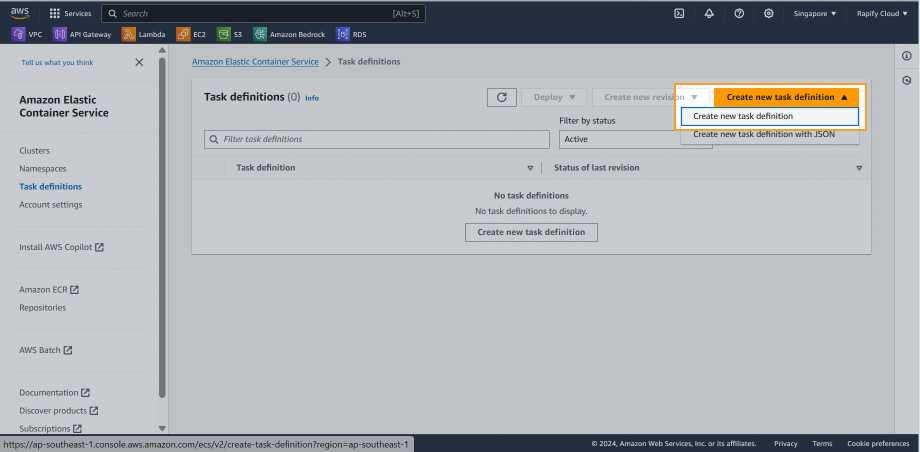 aws
Services
Search
[Alt+S]
Singapore
Rapify Cloud
VPC
API Gateway
Lambda
EC2
S3
Amazon Bedrock
RDS
Tell us what you think
Amazon Elastic
Container Service
Clusters
Namespaces
Task definitions
Account settings
Install AWS Copilot
Amazon ECR
Repositories
AWS Batch
Documentation
Discover products
Subscriptions
Amazon Elastic Container Service
Task definitions
Task definitions (0) Info
Deploy
Create new revision
Create new task definition
Create new task definition
Create new task definition with JSON
Filter by status
Filter task definitions
Active
Task definition
Status of last revision
No task definitions
No task definitions to display.
Create new task definition
https://ap-southeast-1.console.aws.amazon.com/ecs/v2/create-task-definition?region=ap-southeast-1
© 2024, Amazon Web Services, Inc. or its affiliates.
Privacy
Terms
Cookie preferences